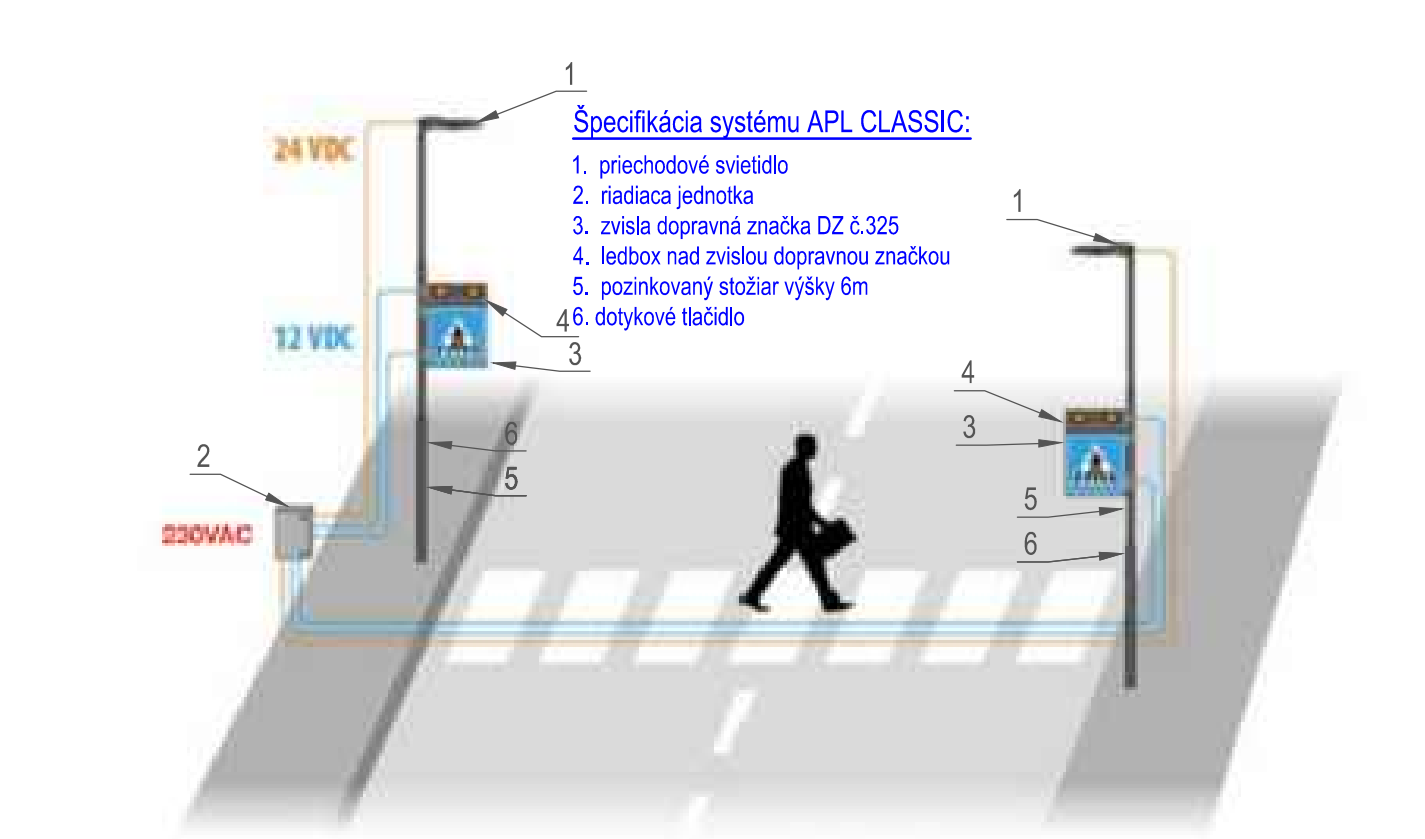 1
Špecifikácia systému APL CLASSIC:
24 VDC
1. priechodové svietidlo
2. riadiaca jednotka
1
3. zvisla dopravná značka DZ č.325
4. ledbox nad zvislou dopravnou značkou
5. pozinkovaný stožiar výšky 6m
6. dotykové tlačidlo
12 VDC
4
3
4
3
6
2
5
5
230VAC
6